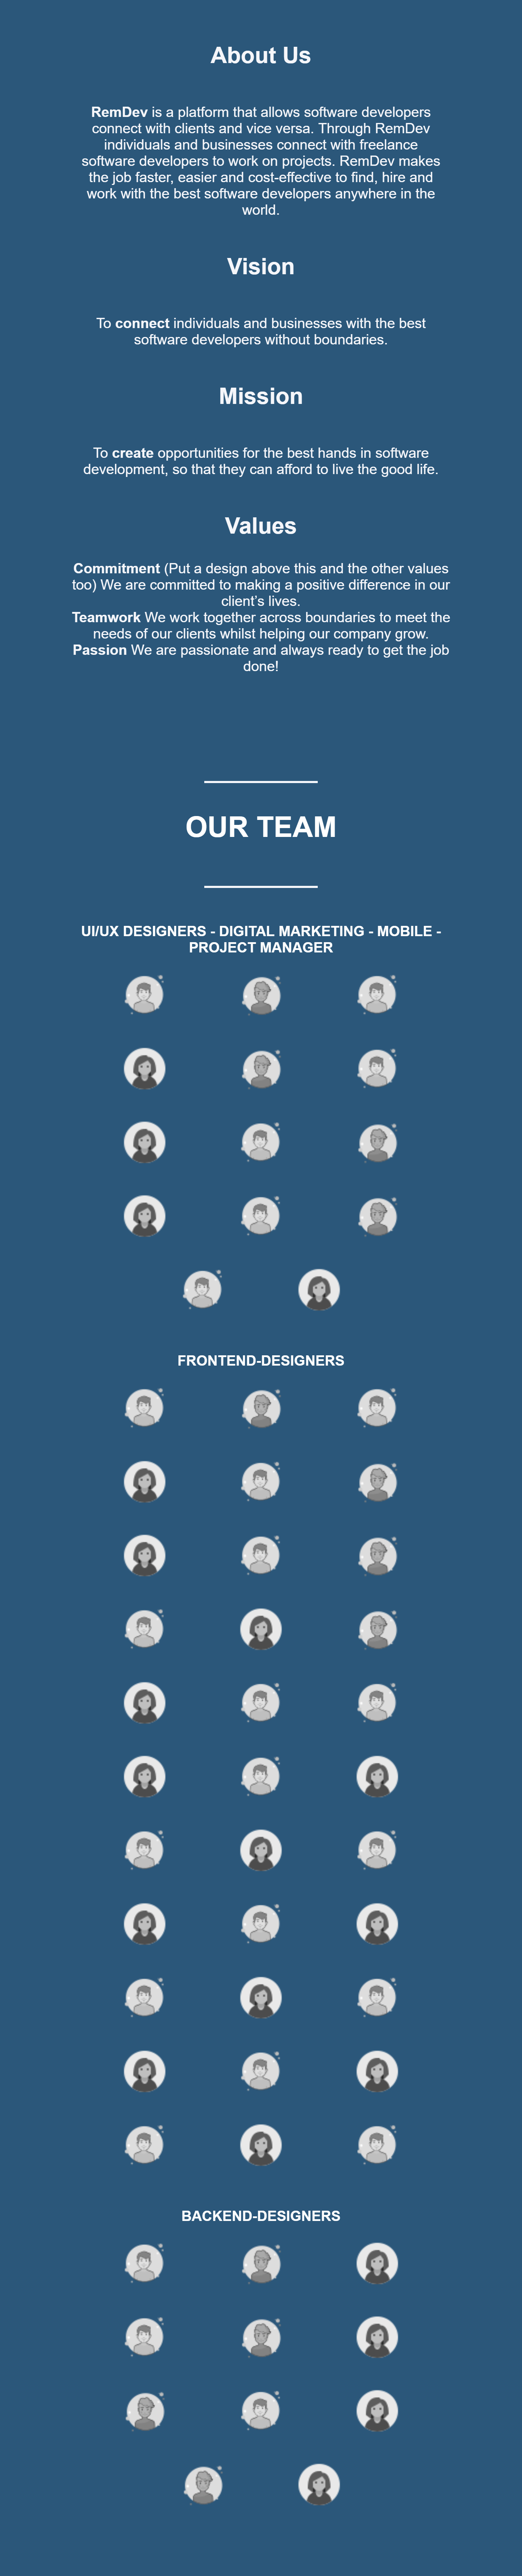 About Us
RemDev is a platform that allows software developers
connect with clients and vice versa. Through RemDev
individuals and businesses connect with freelance
software developers to work on projects. RemDev makes
the job faster, easier and cost-effective to find, hire and
work with the best software developers anywhere in the
world.
Vision
To connect individuals and businesses with the best
software developers without boundaries.
Mission
To create opportunities for the best hands in software
development, so that they can afford to live the good life.
Values
Commitment (Put a design above this and the other values
too) We are committed to making a positive difference in our
client’s lives.
Teamwork We work together across boundaries to meet the
needs of our clients whilst helping our company grow.
Passion We are passionate and always ready to get the job
done!
OUR TEAM
UI/UX DESIGNERS - DIGITAL MARKETING - MOBILE -
PROJECT MANAGER
FRONTEND-DESIGNERS
BACKEND-DESIGNERS